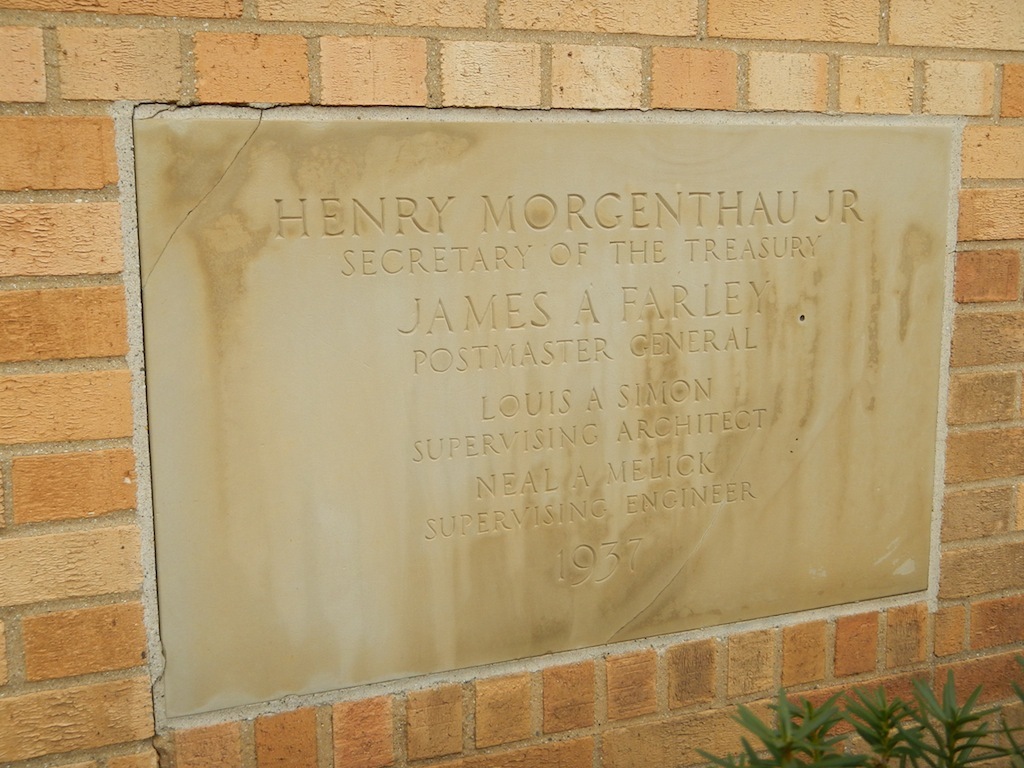 HENRY MORGENTHAU JR
SECRETARY OF THE TREASURY
JAMES A FARLEY
POSTMASTER GENERAL
LOUIS A SIMON
SUPERVISING ARCHITECT
NEAL A MELICK
SUPERVISING ENGINEER
1937